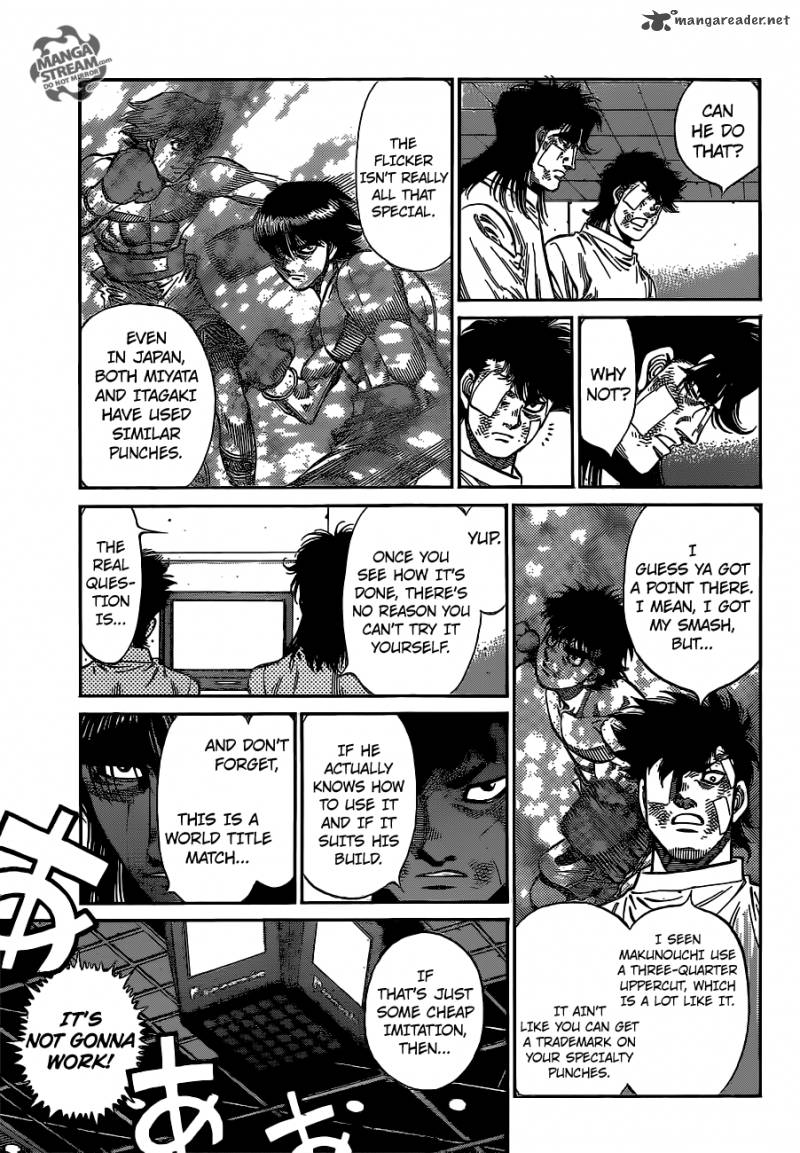 mangareader.net
MANGA
STREAM.com
DO NOT MIRROR
CAN
HE DO
THAT?
THE
FLICKER
ISN'T REALLY
ALL THAT
SPECIAL.
EVEN
IN JAPAN,
BOTH MIYATA
AND ITAGAKI
HAVE USED
SIMILAR
PUNCHES.
WHY
NOT?
I
GUESS YA GOT
A POINT THERE.
I MEAN, I GOT
MY SMASH,
BUT...
I SEEN
MAKUNOUCHI USE
A THREE-QUARTER
UPPERCUT, WHICH
IS A LOT LIKE IT.
IT AIN'T
LIKE YOU CAN GET
A TRADEMARK ON
YOUR SPECIALTY
PUNCHES.
YUP.
ONCE YOU
SEE HOW IT'S
DONE, THERE'S
NO REASON YOU
CAN'T TRY IT
YOURSELF.
THE
REAL
QUES-
TION
IS...
IF HE
ACTUALLY
KNOWS HOW
TO USE IT
AND IF IT
SUITS HIS
BUILD.
AND DON'T
FORGET,
THIS IS A
WORLD TITLE
MATCH...
IF
THAT'S JUST
SOME CHEAP
IMITATION,
THEN...
IT'S
NOT GONNA
WORK!
あ
あ
お